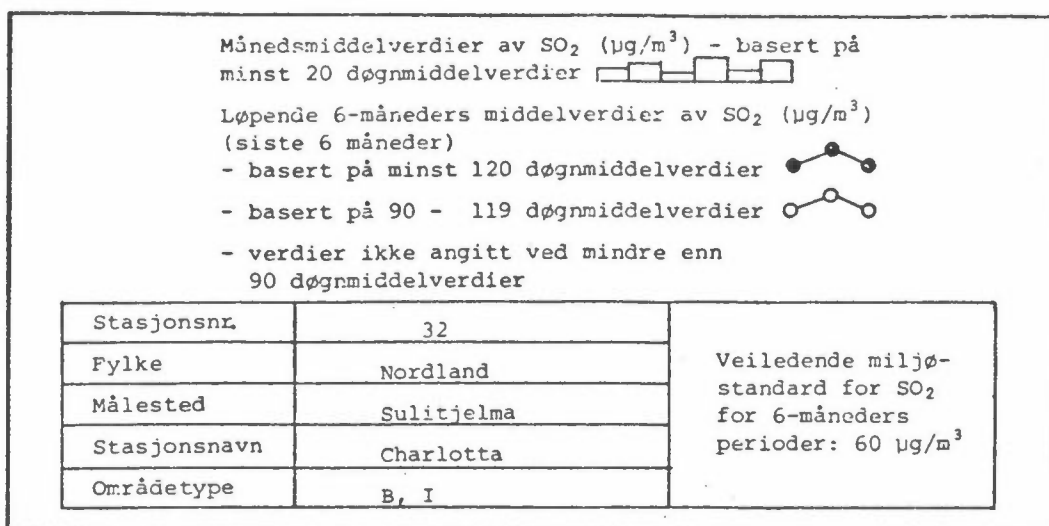 Månedsmiddelverdier av SO₂ (µg/m³) - basert på
minst 20 døgnmiddelverdier
Løpende 6-måneders middelverdier av SO₂ (µg/m³)
(siste 6 måneder)
- basert på minst 120 døgnmiddelverdier
- basert på 90 - 119 døgnmiddelverdier
- verdier ikke angitt ved mindre enn
90 døgnmiddelverdier
Stasjonsnr. 32
Fylke Nordland
Målested Sulitjelma
Stasjonsnavn Charlotta
Områdetype B, I
Veiledende miljø-
standard for SO₂
for 6-måneders
perioder: 60 µg/m³